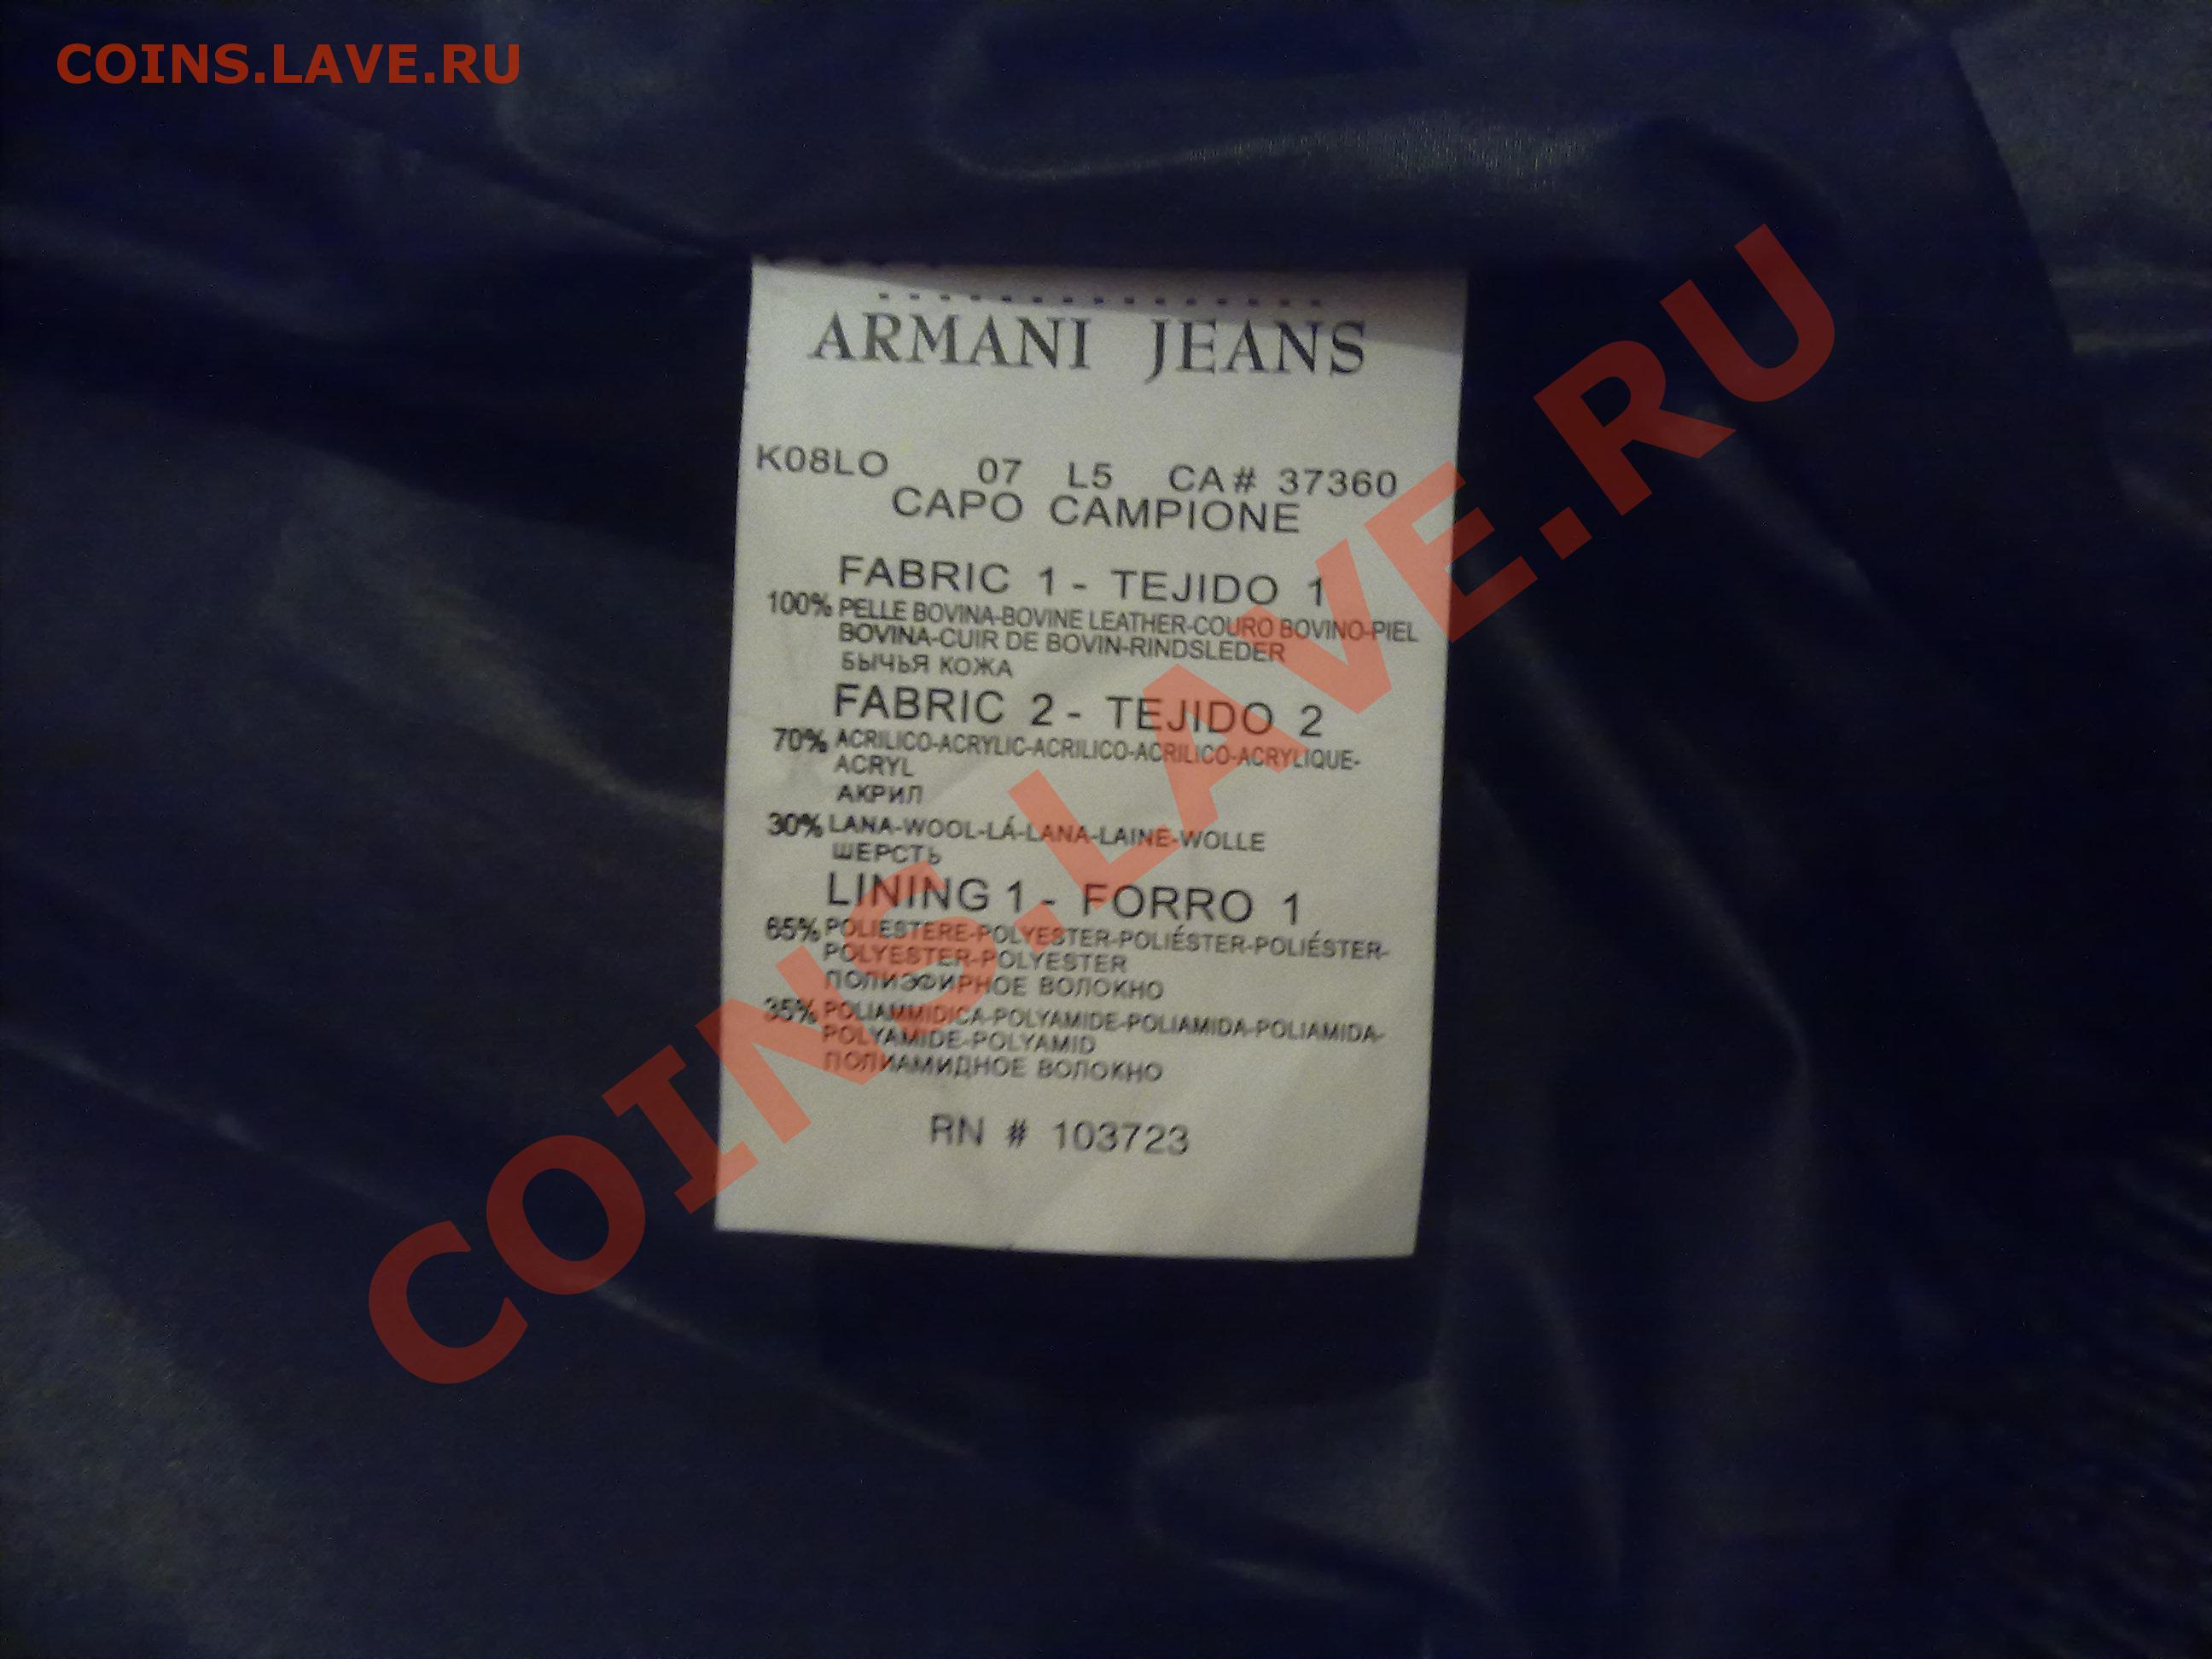 COINS.LAVE.RU
ARMANI JEANS
K08LO 07 L5 CA# 37360
CAPO CAMPIONE
FABRIC 1 - TEJIDO 1
100% PELLE BOVINA-BOVINE LEATHER-COURO BOVINO-PIEL
BOVINA-CUIR DE BOVIN-RINDSLEDER
БЫЧЬЯ КОЖА
FABRIC 2 - TEJIDO 2
70% ACRILICO-ACRYLIC-ACRILICO-ACRILICO-ACRYLIQUE-
ACRYL
АКРИЛ
30% LANA-WOOL-LÁ-LANA-LAINE-WOLLE
ШЕРСТЬ
LINING 1 - FORRO 1
65% POLIESTERE-POLYESTER-POLIÉSTER-POLIÉSTER-
POLYESTER-POLYESTER
ПОЛИЭФИРНОЕ ВОЛОКНО
35% POLIAMMIDICA-POLYAMIDE-POLIAMIDA-POLIAMIDA-
POLYAMIDE-POLYAMID
ПОЛИАМИДНОЕ ВОЛОКНО
RN # 103723
COINS.LAVE.RU